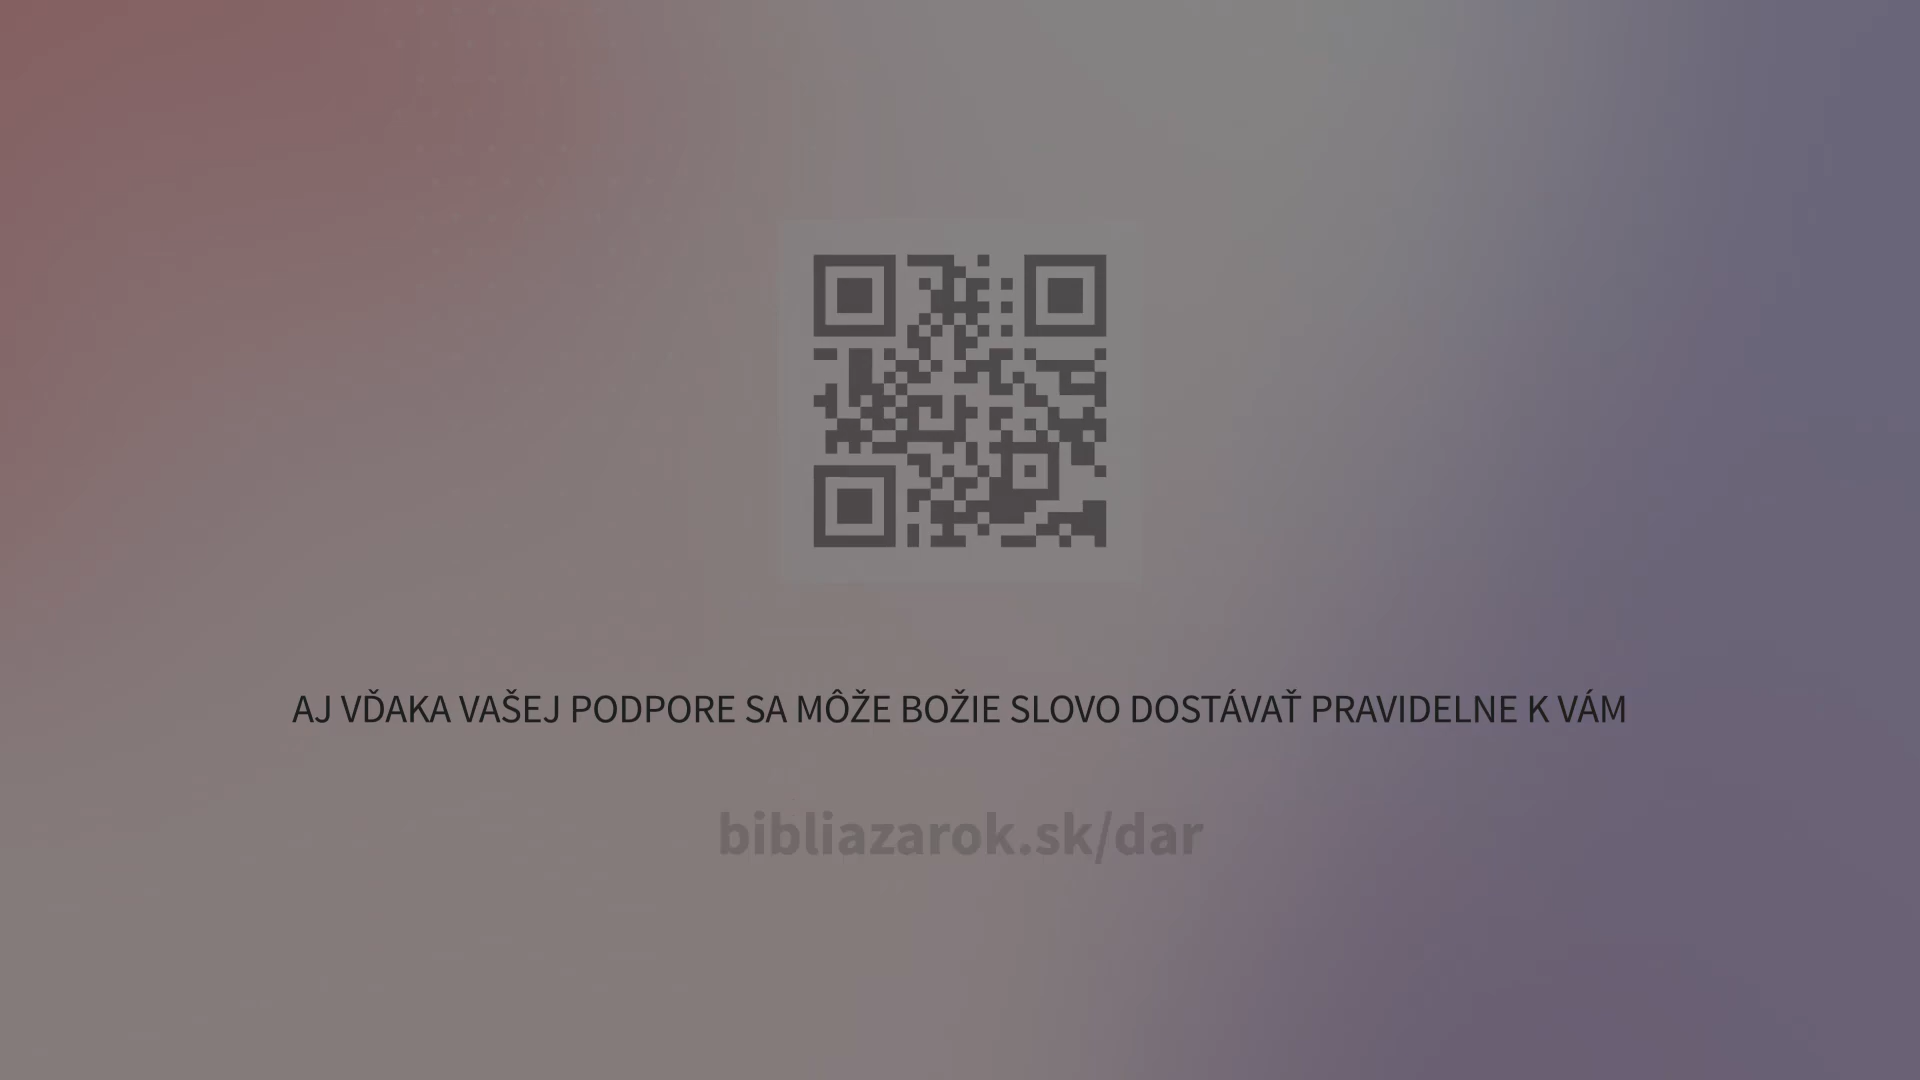 AJ VĎAKA VAŠEJ PODPORE SA MÔŽE BOŽIE SLOVO DOSTÁVAŤ PRAVIDELNE K VÁM
bibliazarok.sk/dar